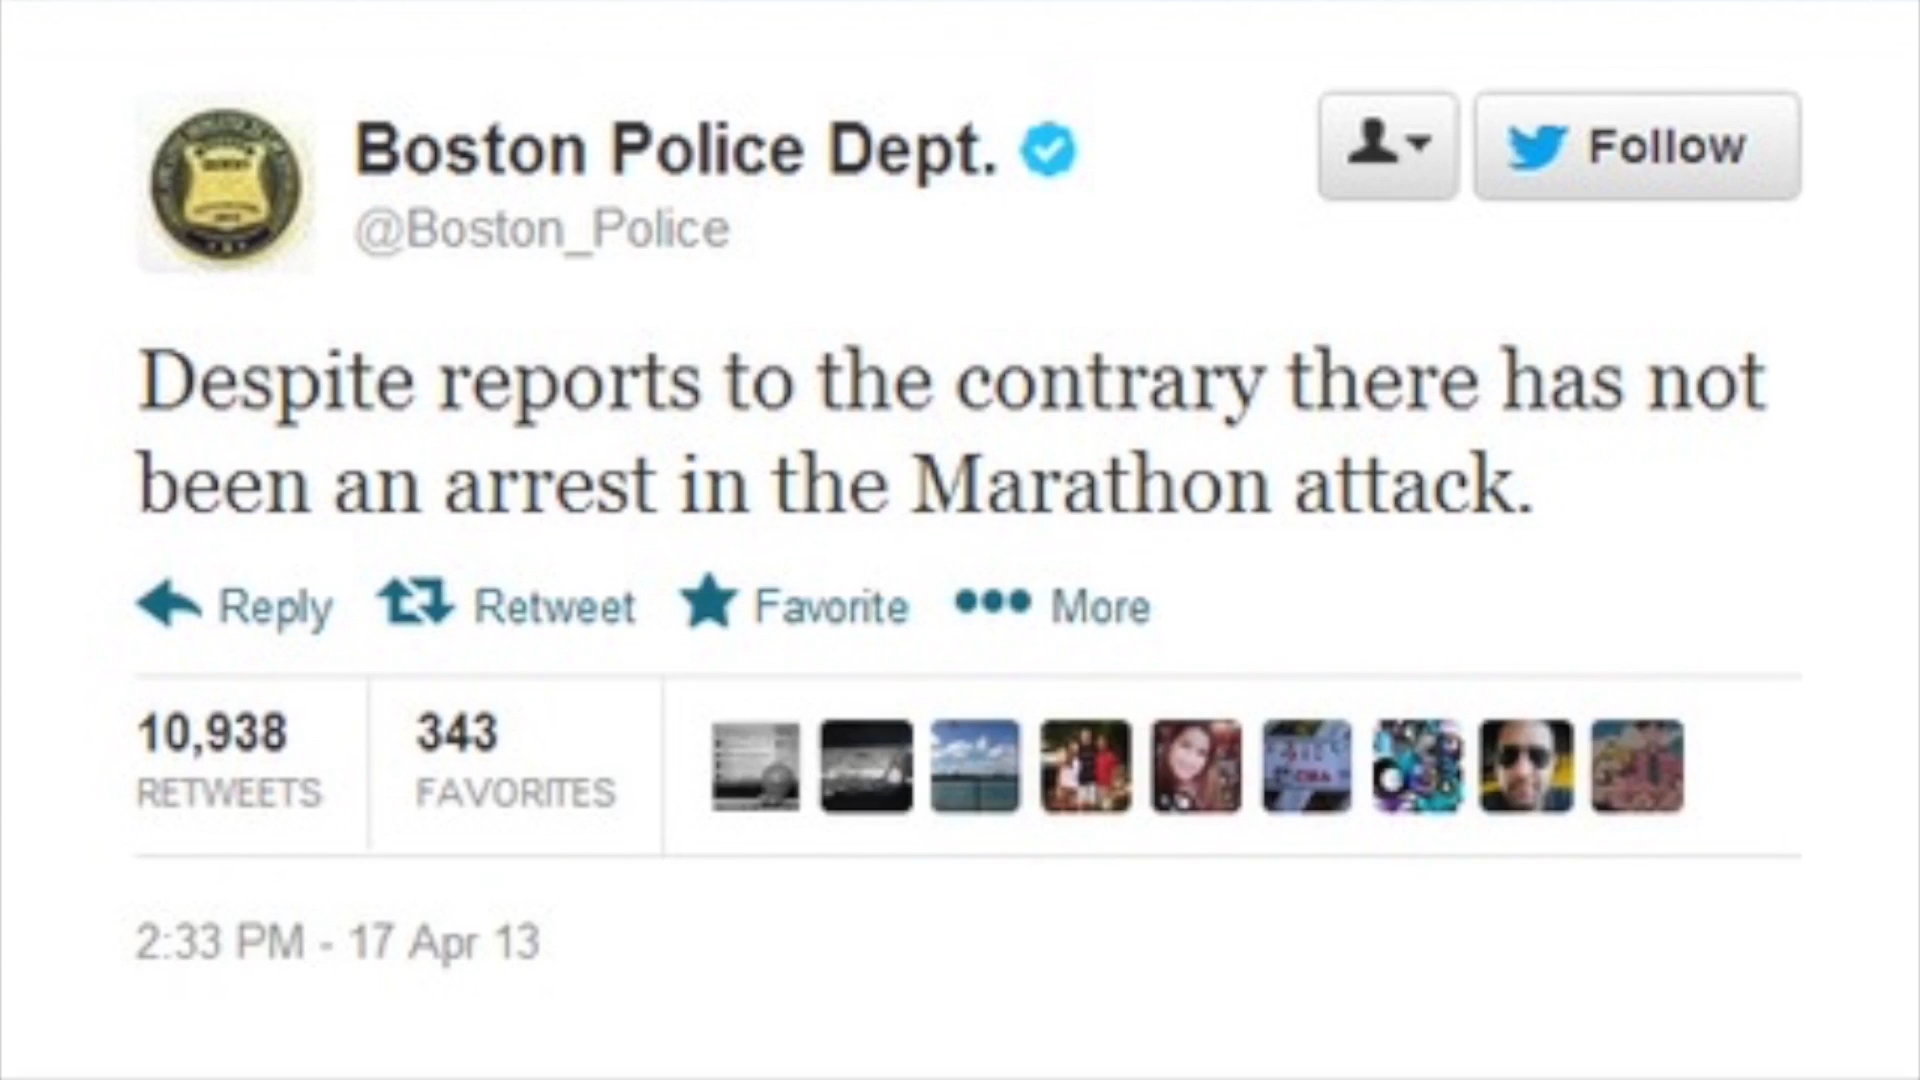 Boston Police Dept.
@Boston_Police
Follow
Despite reports to the contrary there has not
been an arrest in the Marathon attack.
Reply Retweet Favorite More
10,938 343
RETWEETS FAVORITES
2:33 PM - 17 Apr 13